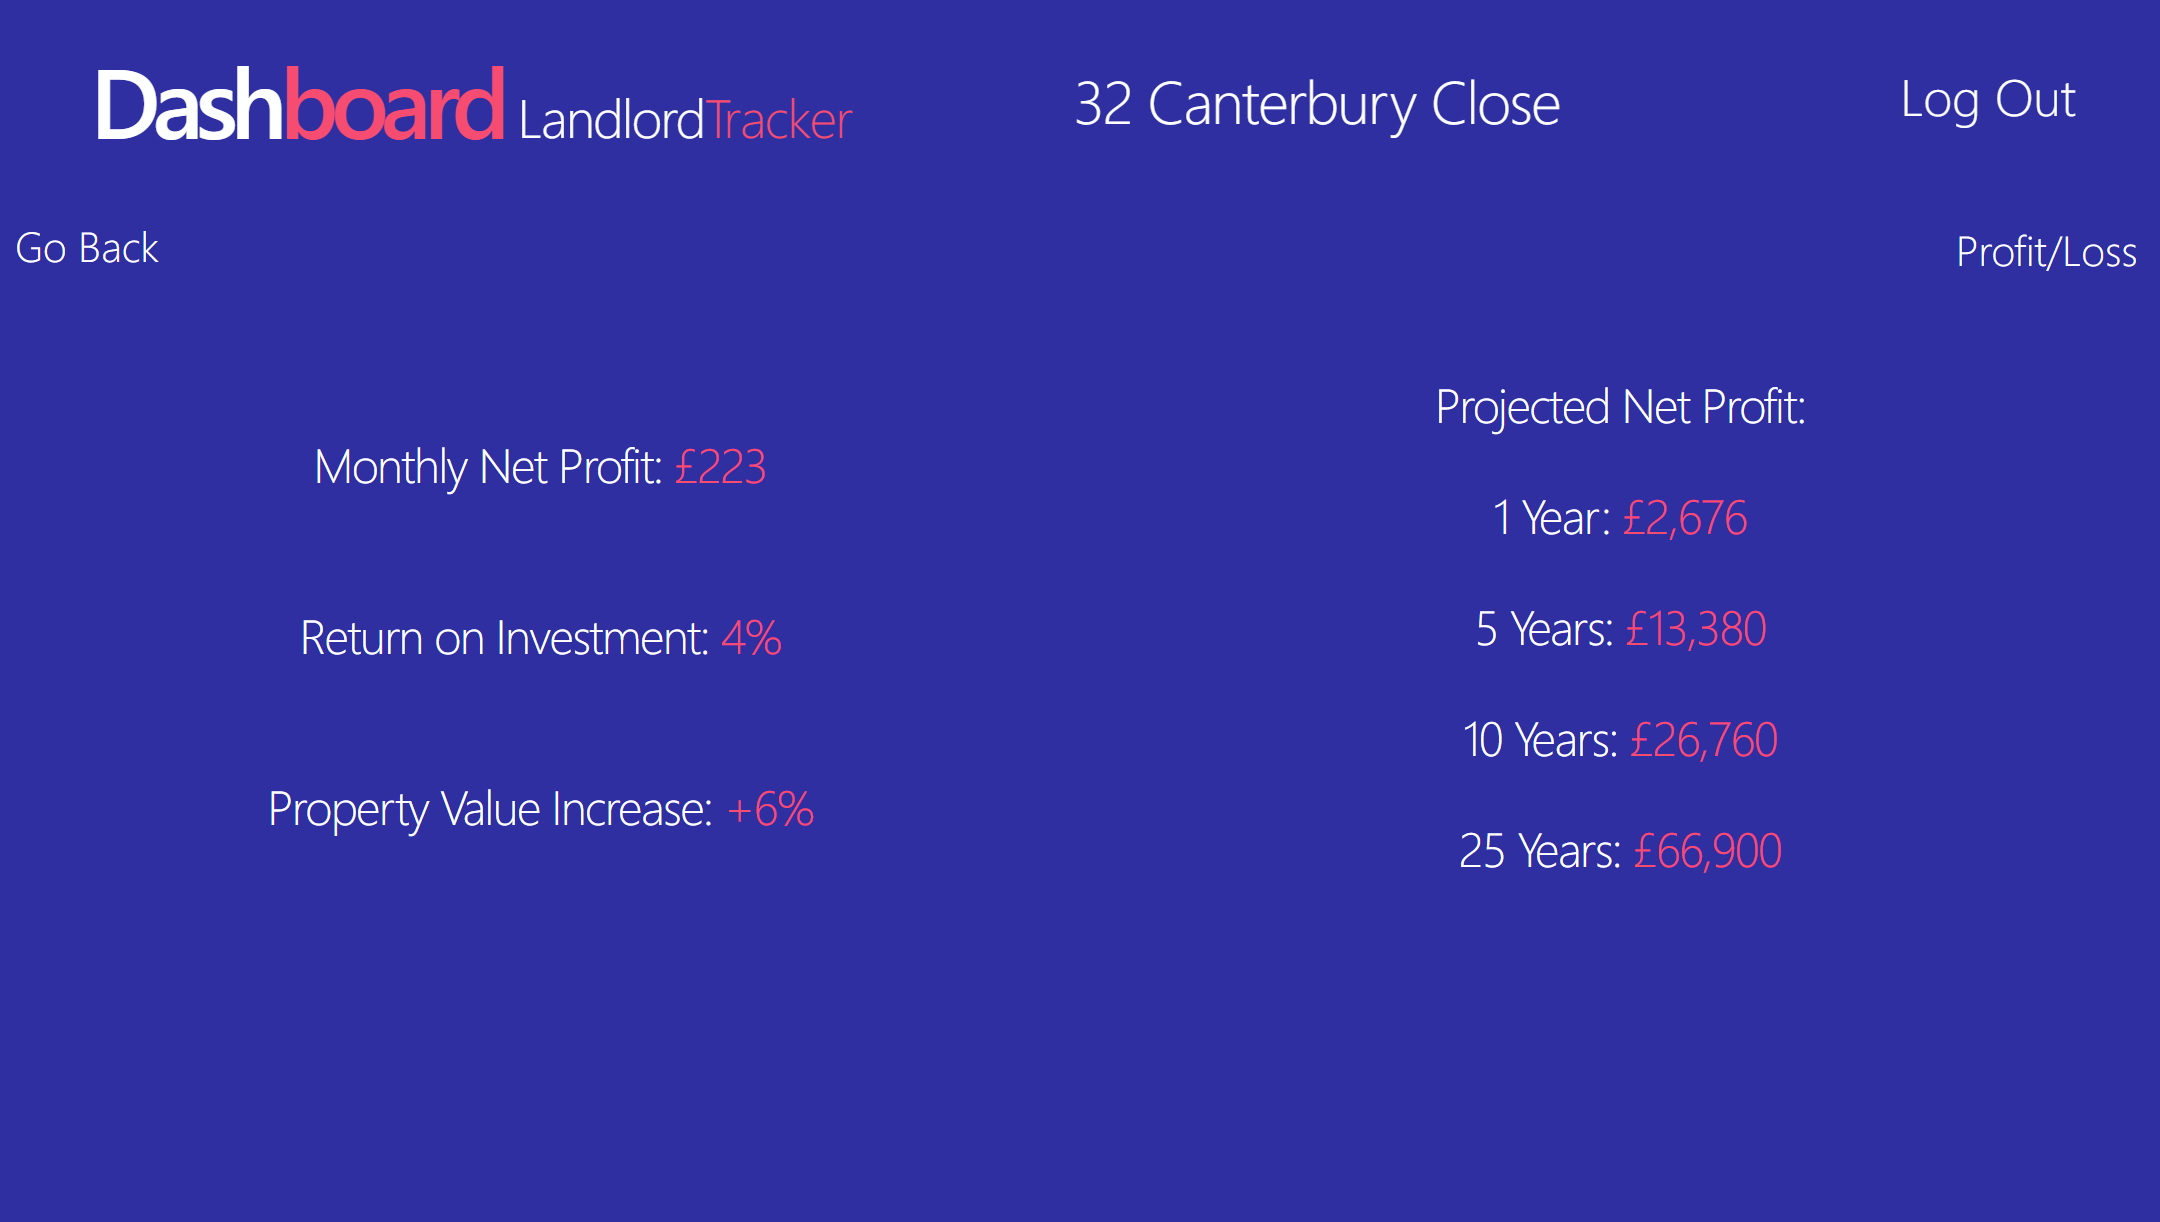 Dashboard LandlordTracker
32 Canterbury Close
Log Out
Go Back
Profit/Loss
Monthly Net Profit: £223
Return on Investment: 4%
Property Value Increase: +6%
Projected Net Profit:
1 Year: £2,676
5 Years: £13,380
10 Years: £26,760
25 Years: £66,900